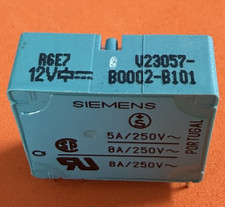 R6E7 V23057-
12V B0002-B101
SIEMENS
5A/250V~
8A/250V~
8A/250V~
PORTUGAL